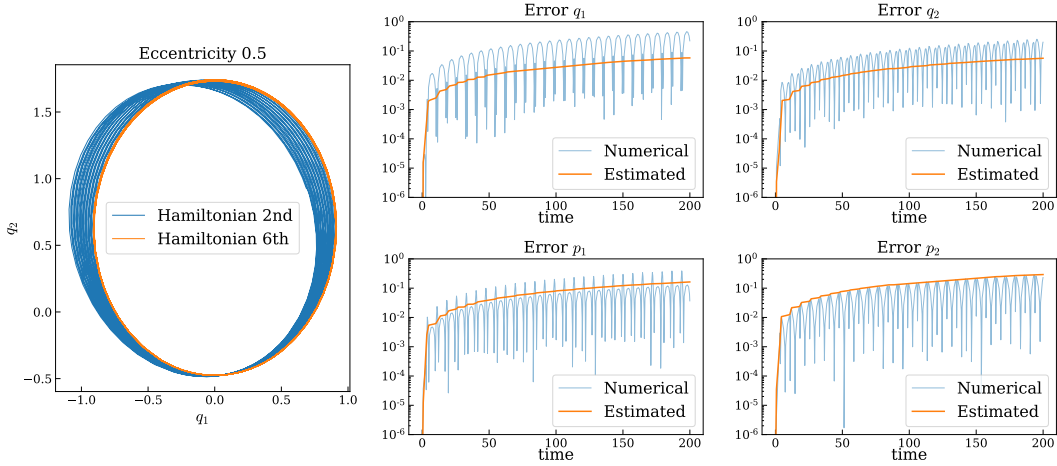 Eccentricity 0.5
1.5
1.0
0.5
0.0
−0.5
q2
Hamiltonian 2nd
Hamiltonian 6th
−1.0
−0.5
0.0
0.5
1.0
q1
Error q1
10^0
10^-1
10^-2
10^-3
10^-4
10^-5
10^-6
Numerical
Estimated
0
50
100
150
200
time
Error q2
10^0
10^-1
10^-2
10^-3
10^-4
10^-5
10^-6
Numerical
Estimated
0
50
100
150
200
time
Error p1
10^0
10^-1
10^-2
10^-3
10^-4
10^-5
10^-6
Numerical
Estimated
0
50
100
150
200
time
Error p2
10^0
10^-1
10^-2
10^-3
10^-4
10^-5
10^-6
Numerical
Estimated
0
50
100
150
200
time